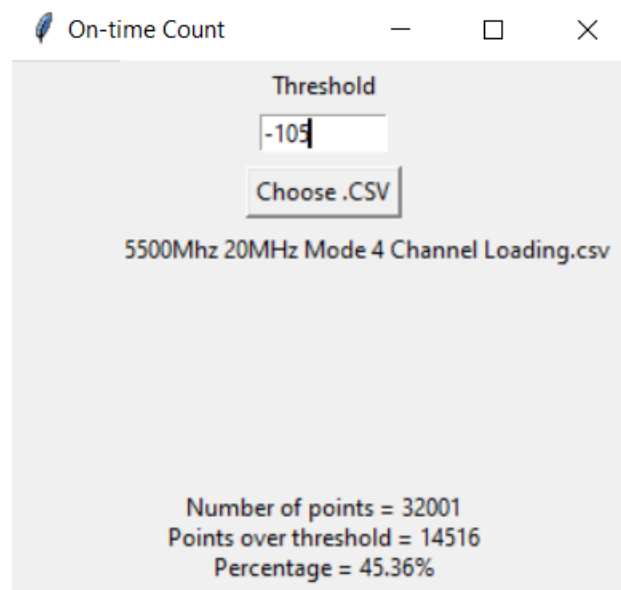 On-time Count
Threshold
-105
Choose .CSV
5500Mhz 20MHz Mode 4 Channel Loading.csv
Number of points = 32001
Points over threshold = 14516
Percentage = 45.36%